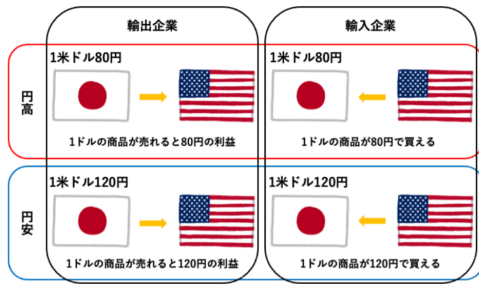 輸出企業
輸入企業
円高
1米ドル80円
1米ドル80円
1ドルの商品が売れると80円の利益
1ドルの商品が80円で買える
円安
1米ドル120円
1米ドル120円
1ドルの商品が売れると120円の利益
1ドルの商品が120円で買える